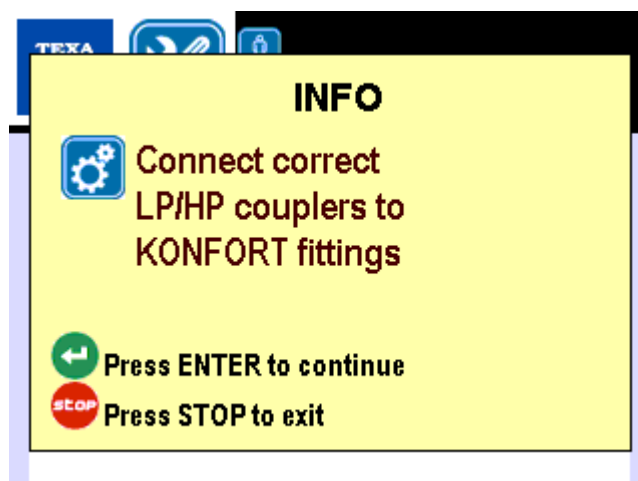 TEXA
INFO
Connect correct
LP/HP couplers to
KONFORT fittings
Press ENTER to continue
stop Press STOP to exit